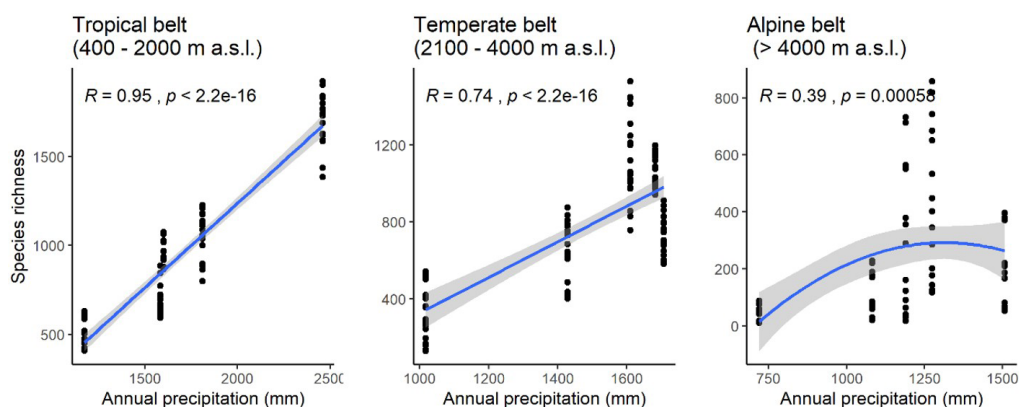 Tropical belt
(400 - 2000 m a.s.l.)
R = 0.95 , p < 2.2e-16
1500
1000
500
1500
2000
2500
Annual precipitation (mm)
Species richness
Temperate belt
(2100 - 4000 m a.s.l.)
R = 0.74 , p < 2.2e-16
1200
800
400
1000
1200
1400
1600
Annual precipitation (mm)
Alpine belt
(> 4000 m a.s.l.)
R = 0.39 , p = 0.00058
800
600
400
200
0
750
1000
1250
1500
Annual precipitation (mm)